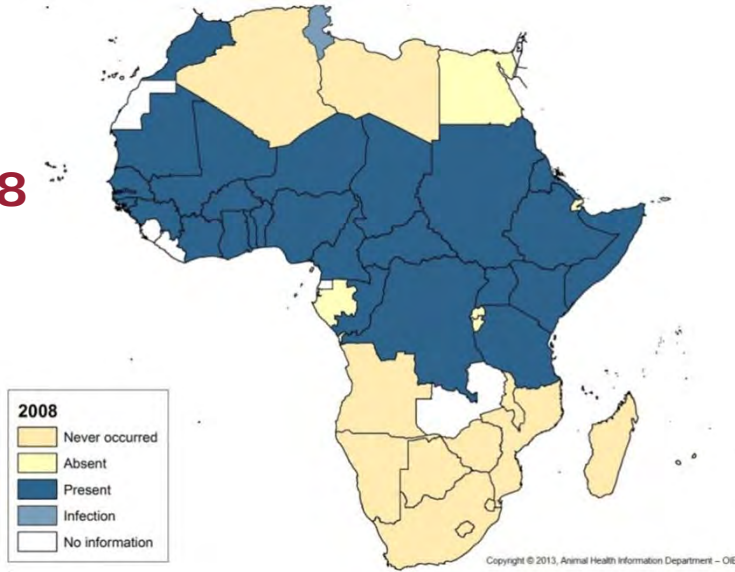 8
2008
Never occurred
Absent
Present
Infection
No information
Copyright © 2013, Animal Health Information Department – OIE